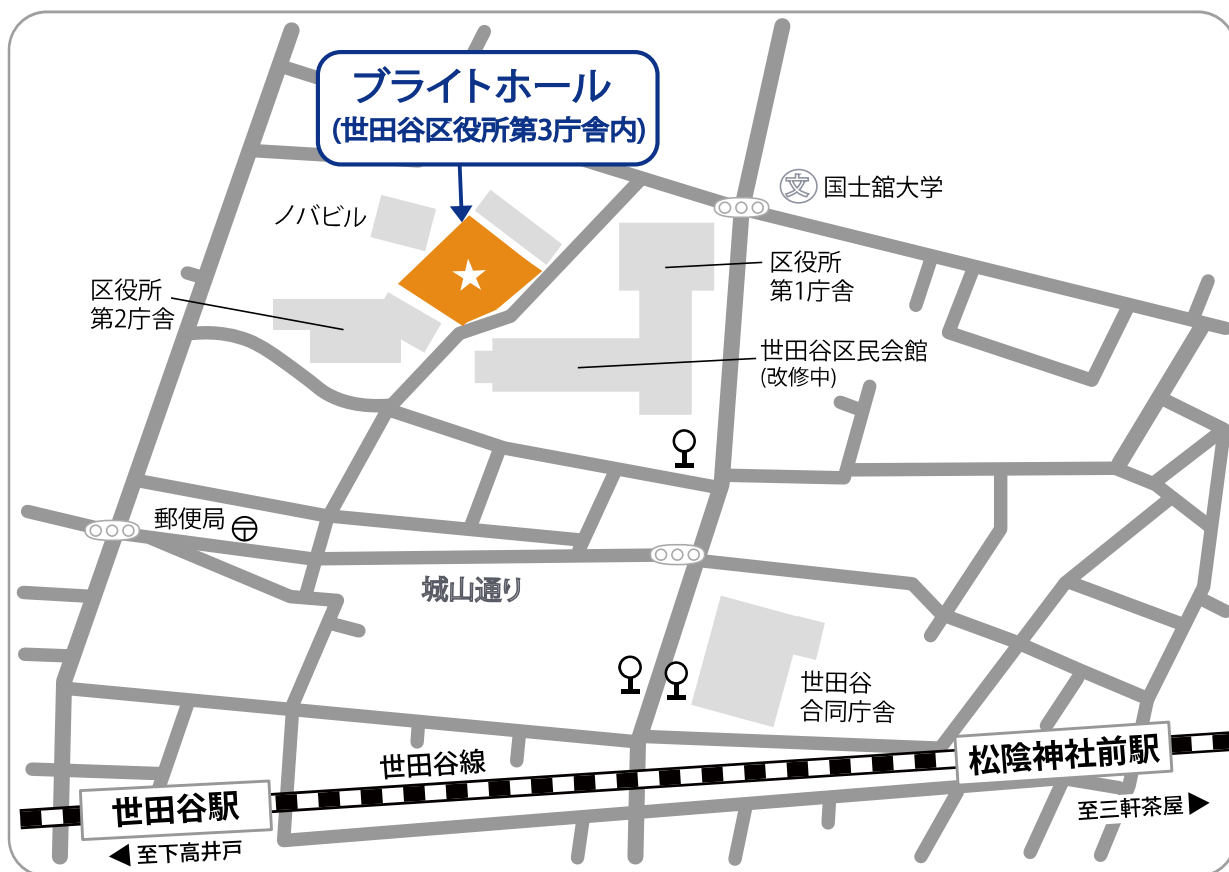 ブライトホール
(世田谷区役所第3庁舎内)
文
国士舘大学
ノバビル
区役所
第1庁舎
区役所
第2庁舎
世田谷区民会館
(改修中)
郵便局
〒
城山通り
世田谷
合同庁舎
世田谷線
松陰神社前駅
世田谷駅
至三軒茶屋▶
◀至下高井戸